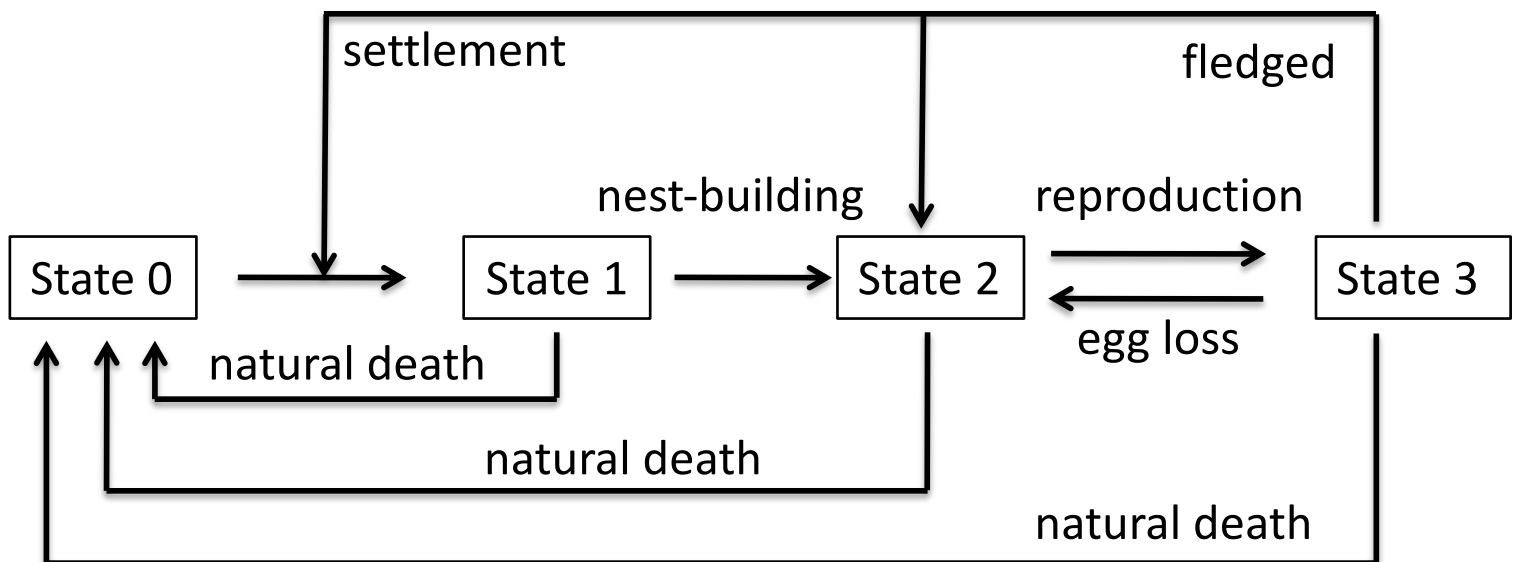 settlement
fledged
nest-building
reproduction
State 0
State 1
State 2
State 3
egg loss
natural death
natural death
natural death